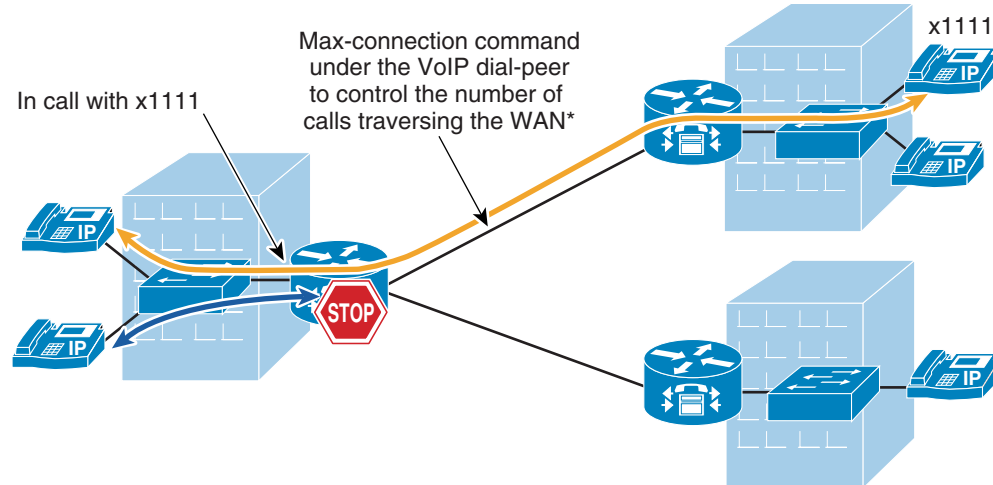 Max-connection command
under the VoIP dial-peer
to control the number of
calls traversing the WAN*
x1111
IP
In call with x1111
IP
IP
STOP
IP
IP